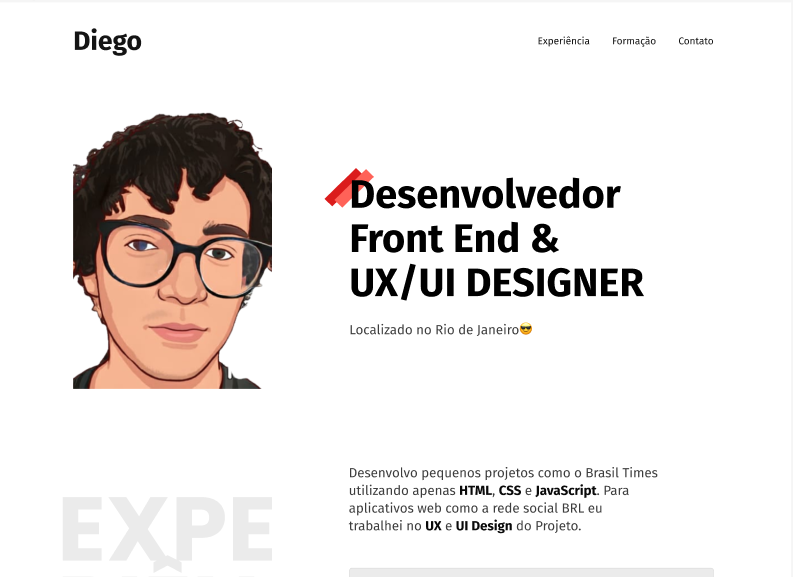 Diego
Experiência Formação Contato
Desenvolvedor
Front End &
UX/UI DESIGNER
Localizado no Rio de Janeiro😎
Desenvolvo pequenos projetos como o Brasil Times
utilizando apenas HTML, CSS e JavaScript. Para
aplicativos web como a rede social BRL eu
trabalhei no UX e UI Design do Projeto.
EXPE